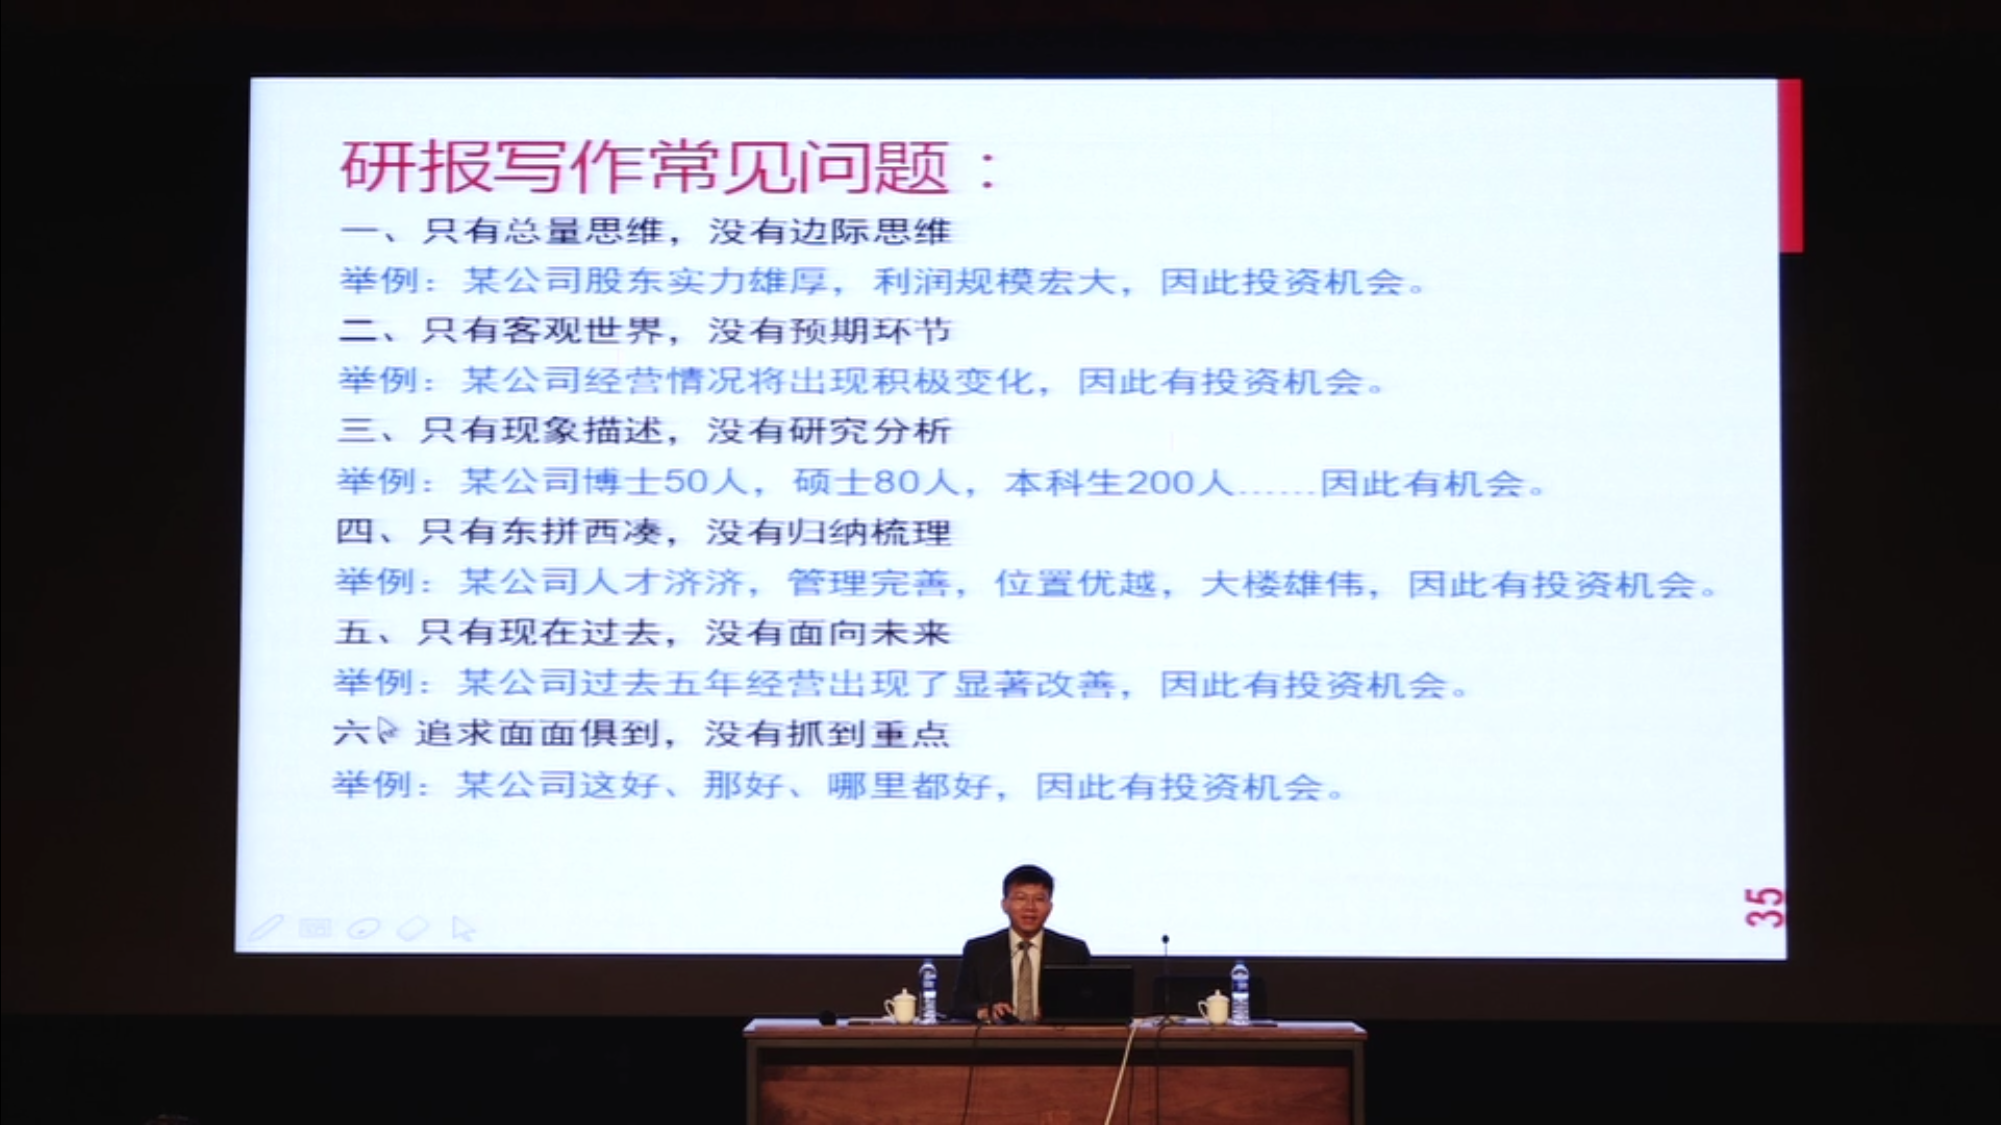 研报写作常见问题：
一、只有总量思维，没有边际思维
举例：某公司股东实力雄厚，利润规模宏大，因此投资机会。
二、只有客观世界，没有预期环节
举例：某公司经营情况将出现积极变化，因此有投资机会。
三、只有现象描述，没有研究分析
举例：某公司博士50人，硕士80人，本科生200人……因此有机会。
四、只有东拼西凑，没有归纳梳理
举例：某公司人才济济，管理完善，位置优越，大楼雄伟，因此有投资机会。
五、只有现在过去，没有面向未来
举例：某公司过去五年经营出现了显著改善，因此有投资机会。
六、追求面面俱到，没有抓到重点
举例：某公司这好、那好、哪里都好，因此有投资机会。
35